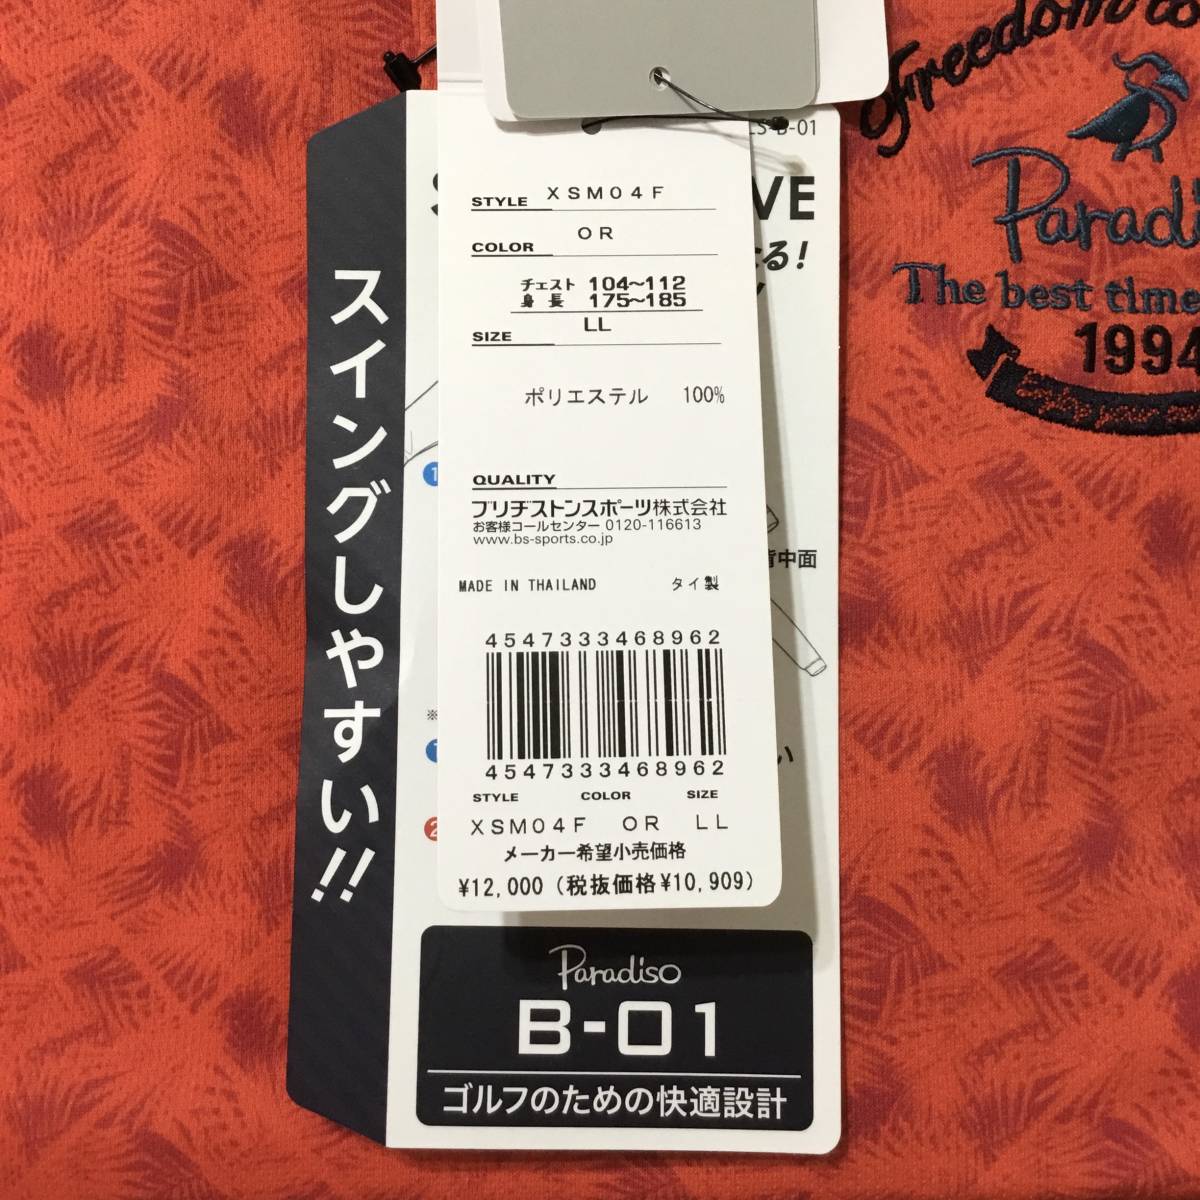 スイングしやすい!!
LS-B-01
VE
STYLE XSM04F
COLOR OR
チェスト 104~112
身長 175~185
SIZE LL
ポリエステル 100%
QUALITY
ブリヂストンスポーツ株式会社
お客様コールセンター 0120-116613
www.bs-sports.co.jp
MADE IN THAILAND タイ製
4547333468962
4547333468962
STYLE COLOR SIZE
XSM04F OR LL
メーカー希望小売価格
¥12,000 (税抜価格¥10,909)
背中面
Paradiso
B-01
ゴルフのための快適設計
Freedom
The best time
1994